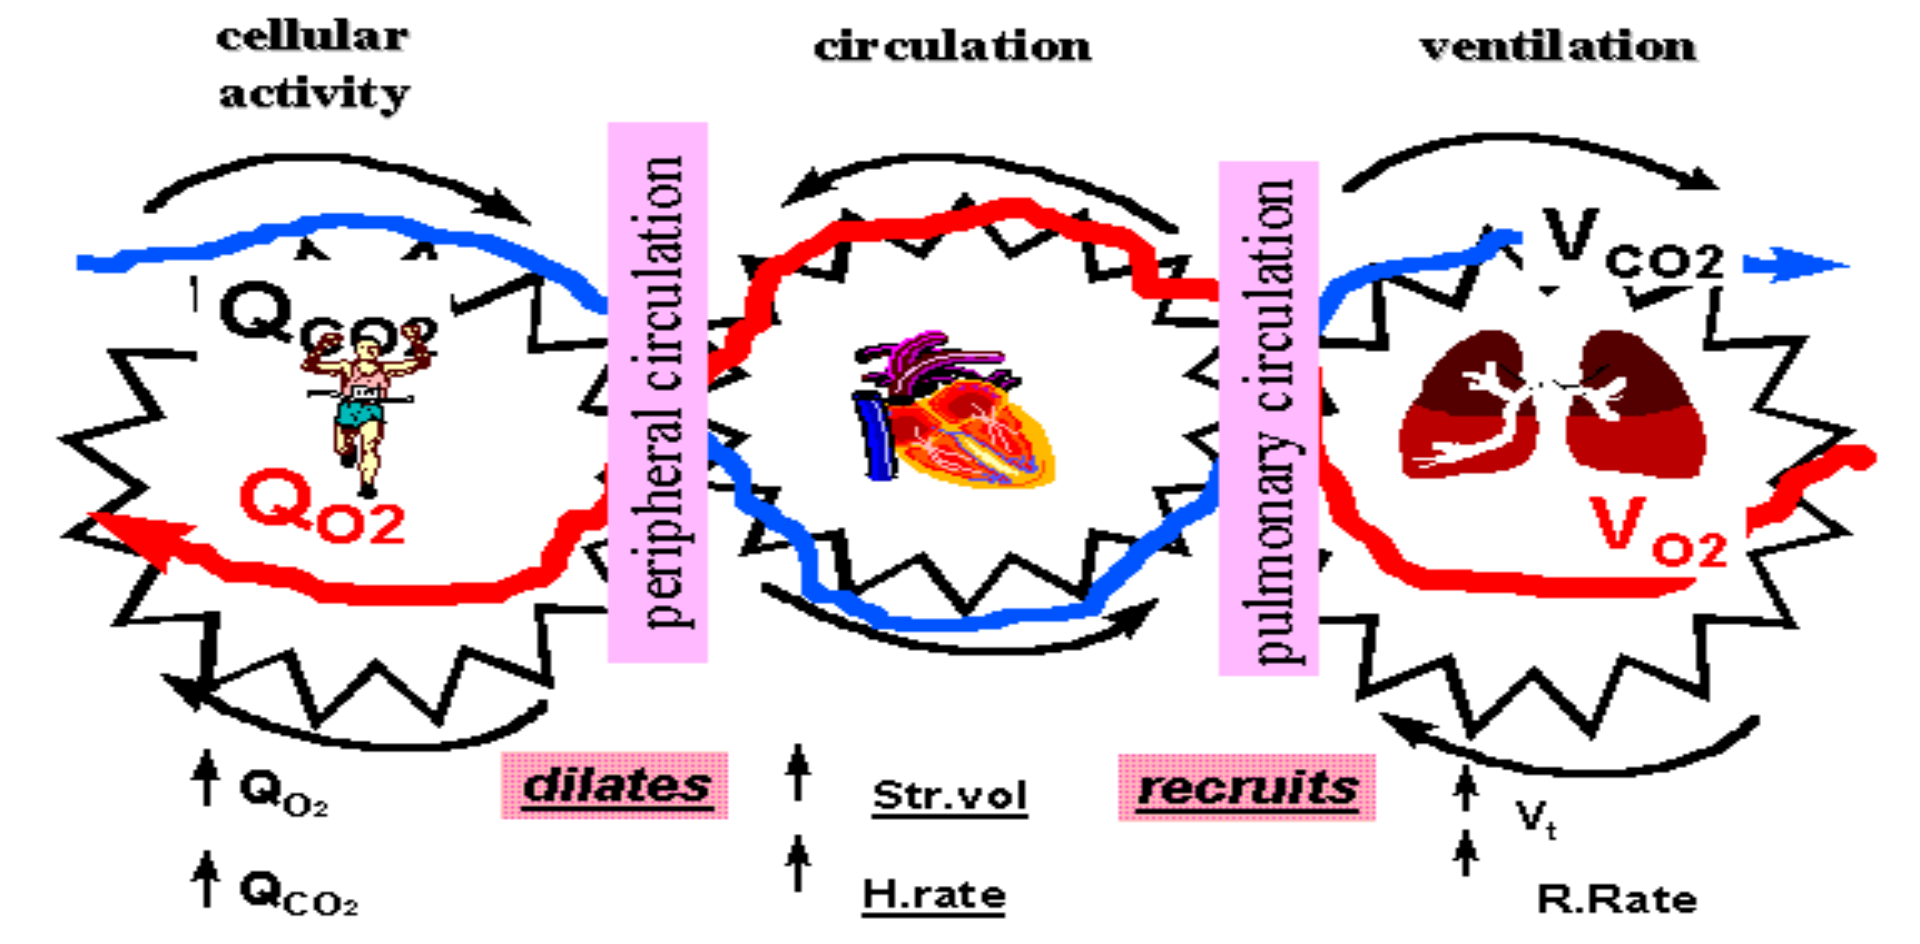 cellular
activity
circulation
ventilation
peripheral circulation
pulmonary circulation
QCO2
QO2
VCO2
VO2
QO2
QCO2
dilates
Str.vol
H.rate
recruits
Vt
R.Rate